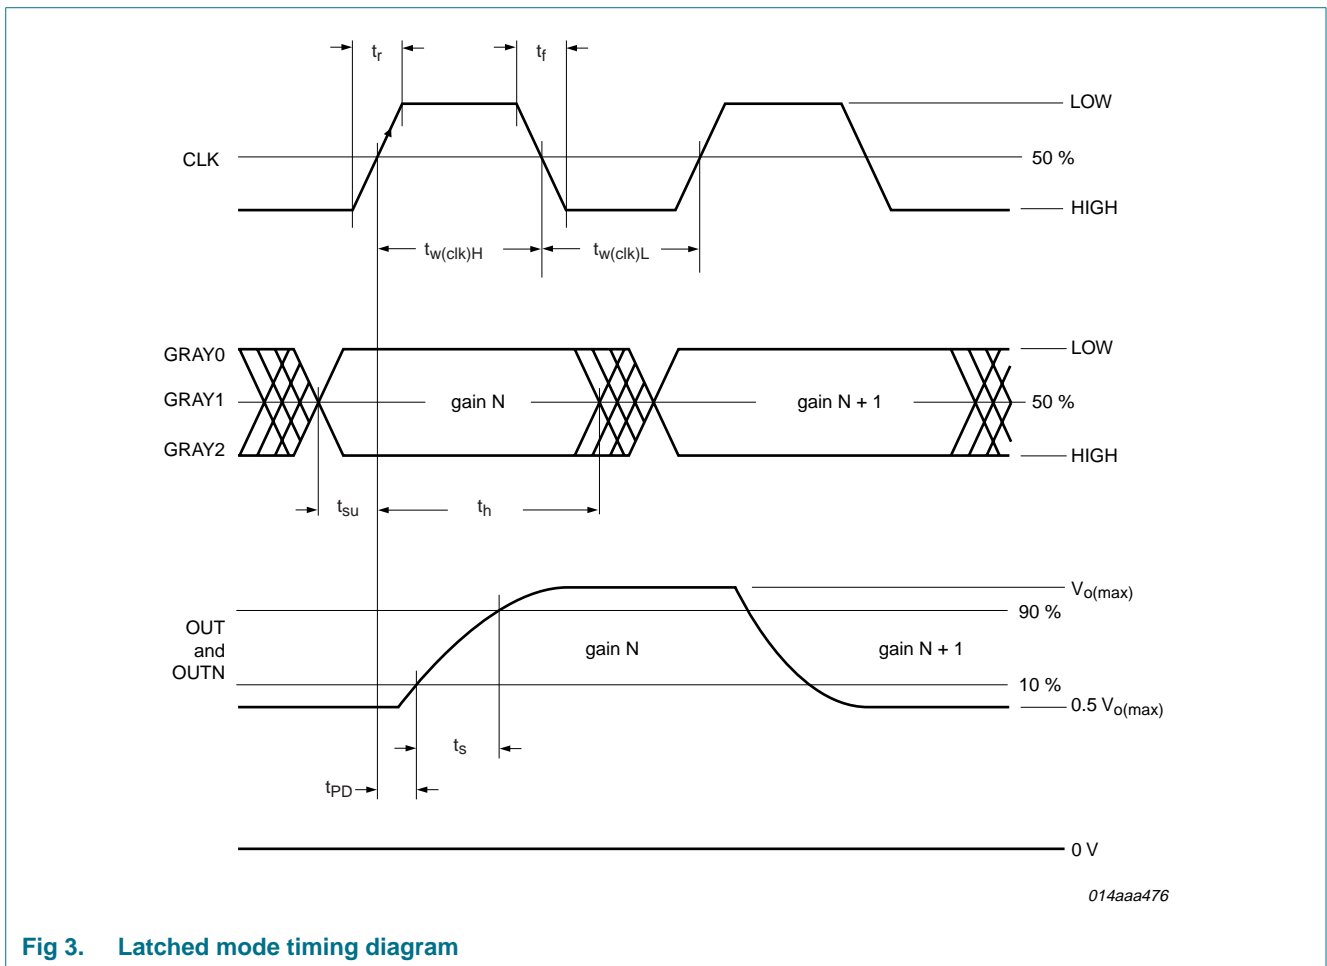 tr
tf
LOW
CLK
50 %
HIGH
tw(clk)H
tw(clk)L
GRAY0
LOW
GRAY1
gain N
gain N + 1
50 %
GRAY2
HIGH
tsu
th
Vo(max)
90 %
OUT
and
OUTN
gain N
gain N + 1
10 %
0.5 Vo(max)
ts
tPD
0 V
014aaa476
Fig 3. Latched mode timing diagram